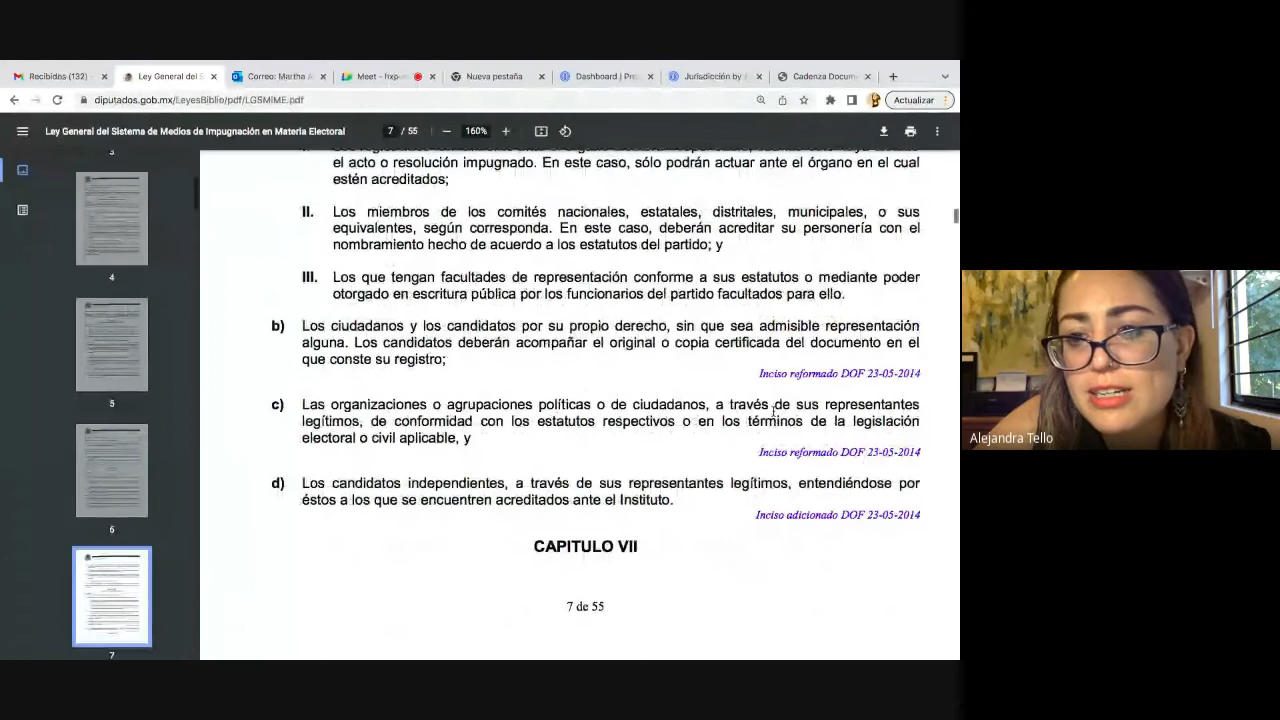 Recibidas (132)
Ley General del S
Correo: Martha A
Meet - hxp
Nueva pestaña
Dashboard | Pro
Jurisdicción by
Cadenza Docum
diputados.gob.mx/LeyesBiblio/pdf/LGSMIME.pdf
Actualizar
Ley General del Sistema de Medios de Impugnación en Materia Electoral
7 / 55
160%
el acto o resolución impugnado. En este caso, sólo podrán actuar ante el órgano en el cual
estén acreditados;
II. Los miembros de los comités nacionales, estatales, distritales, municipales, o sus
equivalentes, según corresponda. En este caso, deberán acreditar su personería con el
nombramiento hecho de acuerdo a los estatutos del partido; y
III. Los que tengan facultades de representación conforme a sus estatutos o mediante poder
otorgado en escritura pública por los funcionarios del partido facultados para ello.
b) Los ciudadanos y los candidatos por su propio derecho, sin que sea admisible representación
alguna. Los candidatos deberán acompañar el original o copia certificada del documento en el
que conste su registro;
Inciso reformado DOF 23-05-2014
c) Las organizaciones o agrupaciones políticas o de ciudadanos, a través de sus representantes
legítimos, de conformidad con los estatutos respectivos o en los términos de la legislación
electoral o civil aplicable, y
Inciso reformado DOF 23-05-2014
d) Los candidatos independientes, a través de sus representantes legítimos, entendiéndose por
éstos a los que se encuentren acreditados ante el Instituto.
Inciso adicionado DOF 23-05-2014
CAPITULO VII
7 de 55
3
4
5
6
7
Alejandra Tello